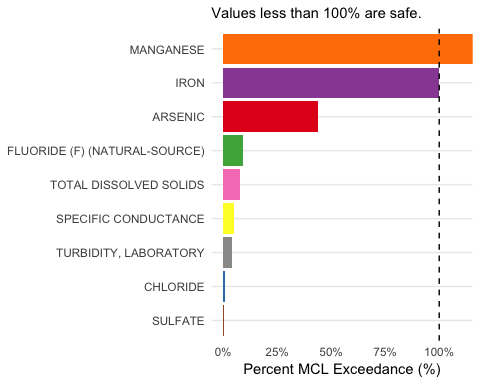 Values less than 100% are safe.
MANGANESE
IRON
ARSENIC
FLUORIDE (F) (NATURAL-SOURCE)
TOTAL DISSOLVED SOLIDS
SPECIFIC CONDUCTANCE
TURBIDITY, LABORATORY
CHLORIDE
SULFATE
0% 25% 50% 75% 100%
Percent MCL Exceedance (%)